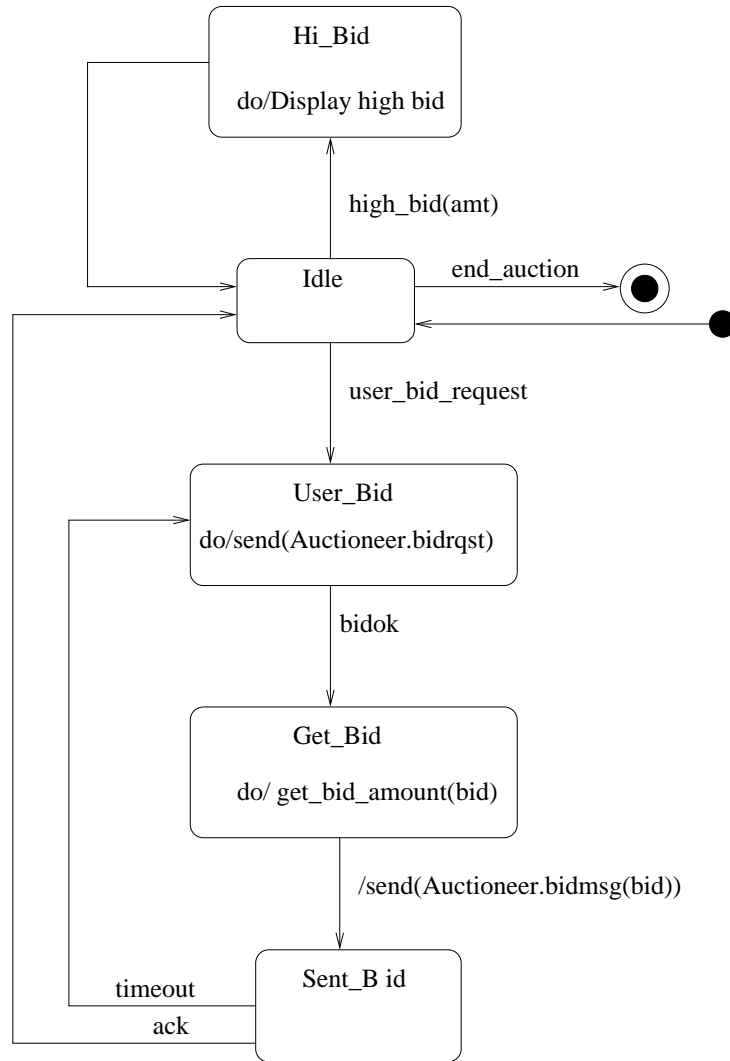 Hi_Bid
do/Display high bid
high_bid(amt)
Idle
end_auction
user_bid_request
User_Bid
do/send(Auctioneer.bidrqst)
bidok
Get_Bid
do/ get_bid_amount(bid)
/send(Auctioneer.bidmsg(bid))
Sent_B id
timeout
ack